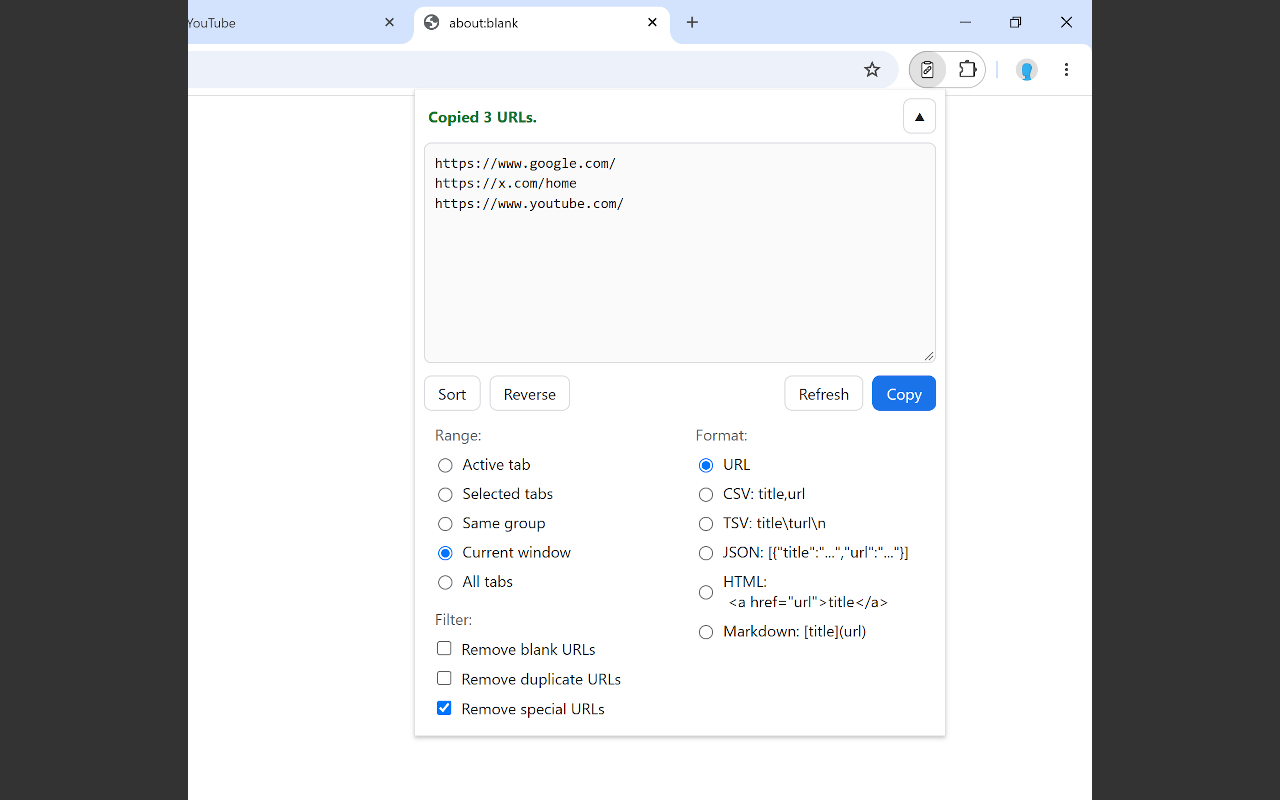 YouTube
about:blank
Copied 3 URLs.
▲
https://www.google.com/
https://x.com/home
https://www.youtube.com/
Sort
Reverse
Refresh
Copy
Range:
Active tab
Selected tabs
Same group
Current window
All tabs
Filter:
Remove blank URLs
Remove duplicate URLs
Remove special URLs
Format:
URL
CSV: title,url
TSV: title\turl\n
JSON: [{"title":"...","url":"..."}]
HTML:
<a href="url">title</a>
Markdown: [title](url)